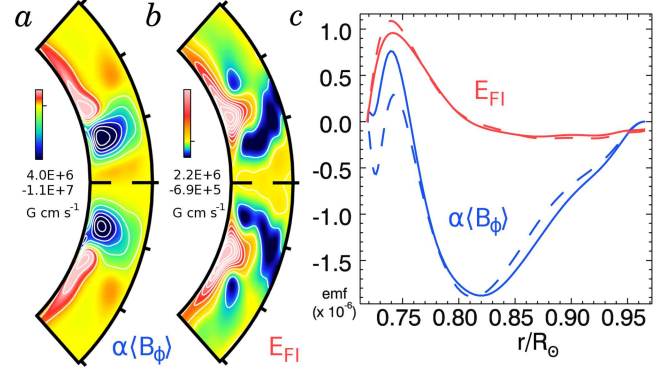 a
b
c
4.0E+6
-1.1E+7
G cm s⁻¹
2.2E+6
-6.9E+5
G cm s⁻¹
α⟨B_ϕ⟩
E_FI
1.0
0.5
0.0
-0.5
-1.0
-1.5
emf
(x 10⁻⁶)
E_FI
α⟨B_ϕ⟩
0.75 0.80 0.85 0.90 0.95
r/R_⊙